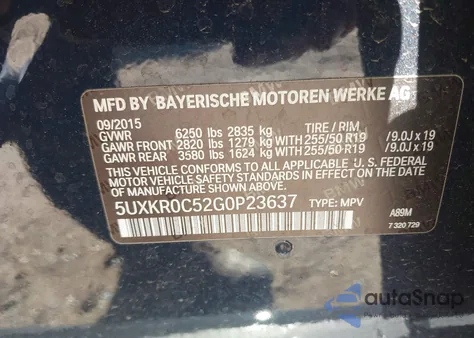 MFD BY BAYERISCHE MOTOREN WERKE AG
09/2015
GVWR 6250 lbs 2835 kg TIRE / RIM
GAWR FRONT 2820 lbs 1279 kg WITH 255/50 R19 /9.0J x 19
GAWR REAR 3580 lbs 1624 kg WITH 255/50 R19 /9.0J x 19
THIS VEHICLE CONFORMS TO ALL APPLICABLE U.S. FEDERAL
MOTOR VEHICLE SAFETY STANDARDS IN EFFECT ON THE DATE OF
MANUFACTURE SHOWN ABOVE.
5UXKR0C52G0P23637 TYPE: MPV A89M
7 320 729
autoSnap